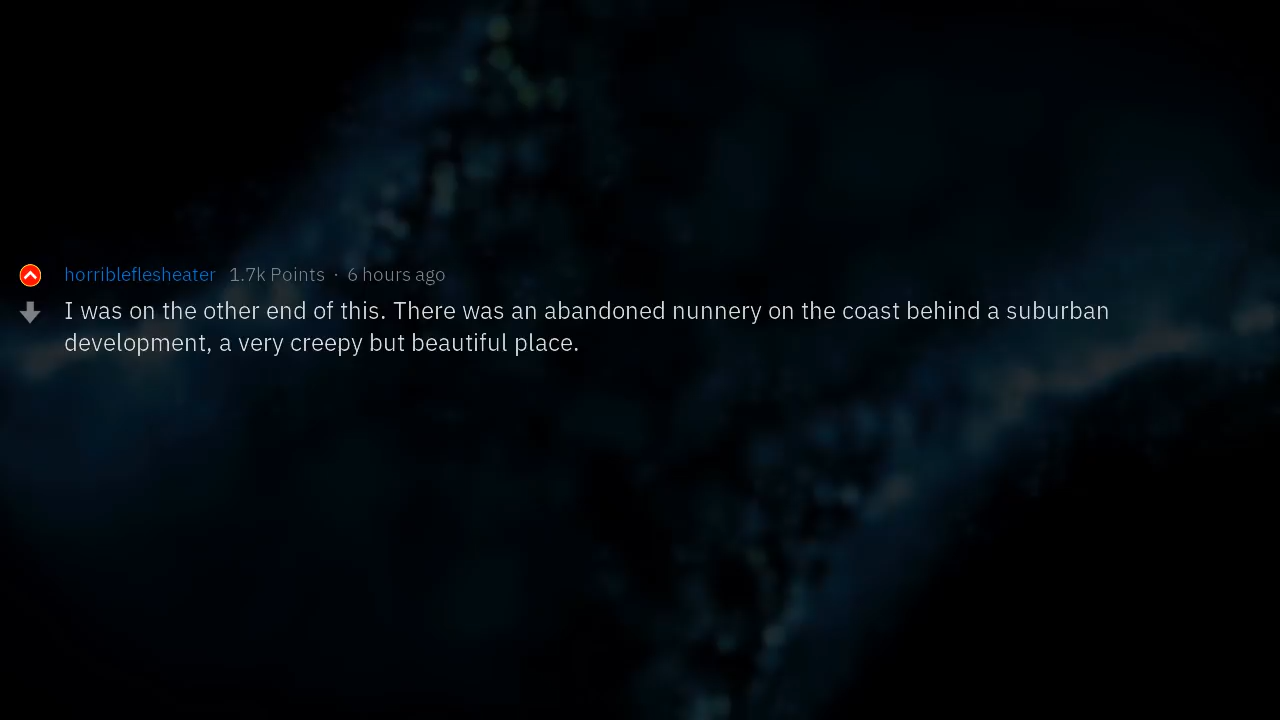 horribleflesheater 1.7k Points · 6 hours ago
I was on the other end of this. There was an abandoned nunnery on the coast behind a suburban
development, a very creepy but beautiful place.